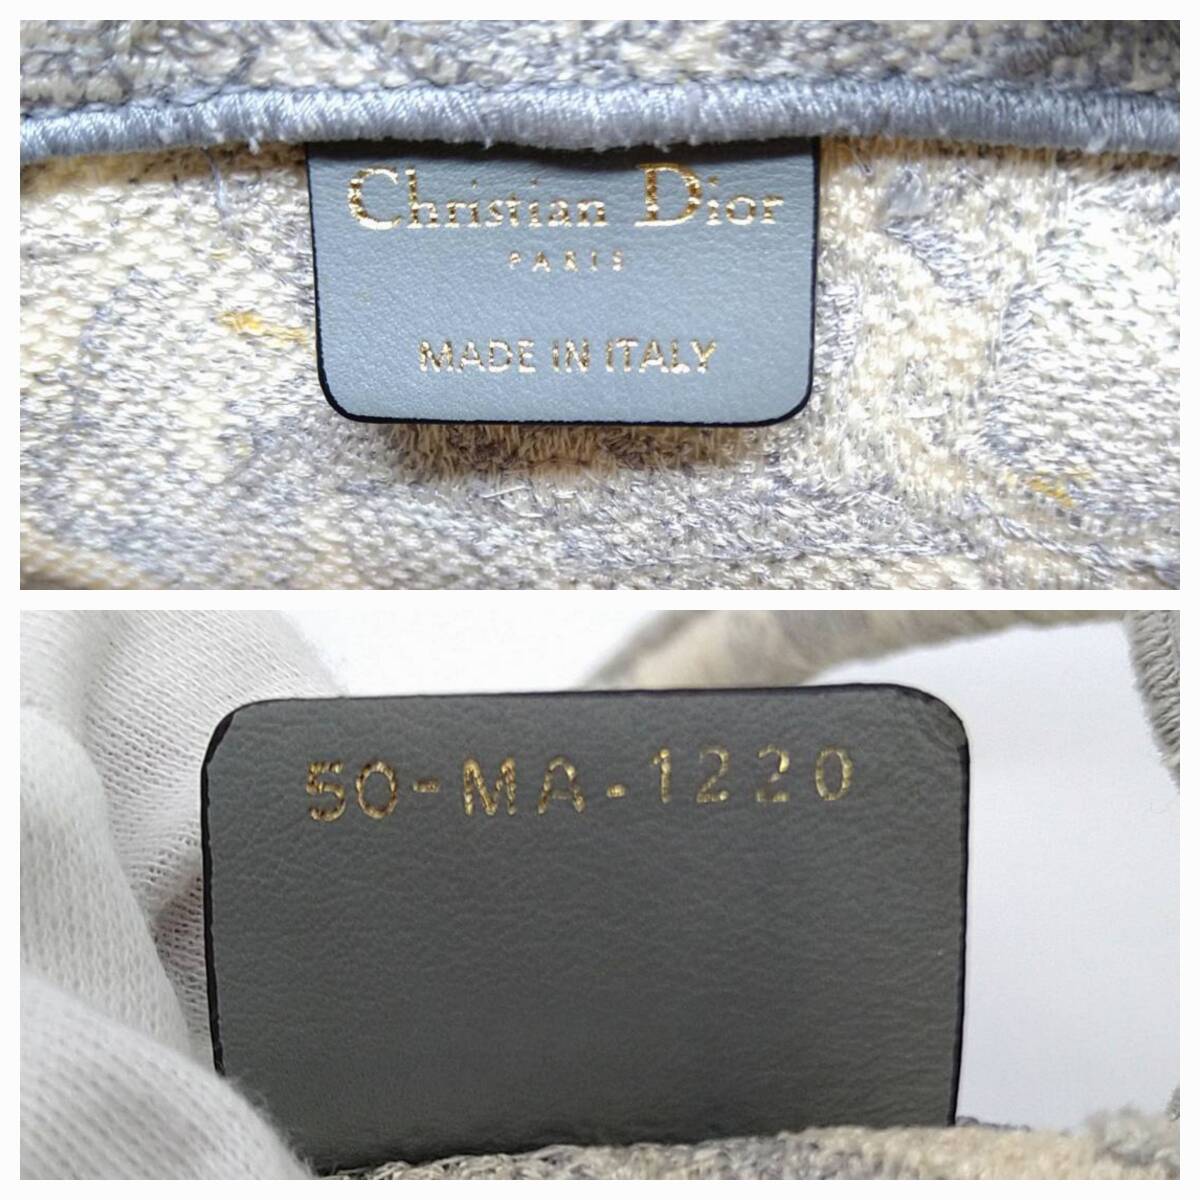 Christian Dior
PARIS
MADE IN ITALY
50-MA-1220